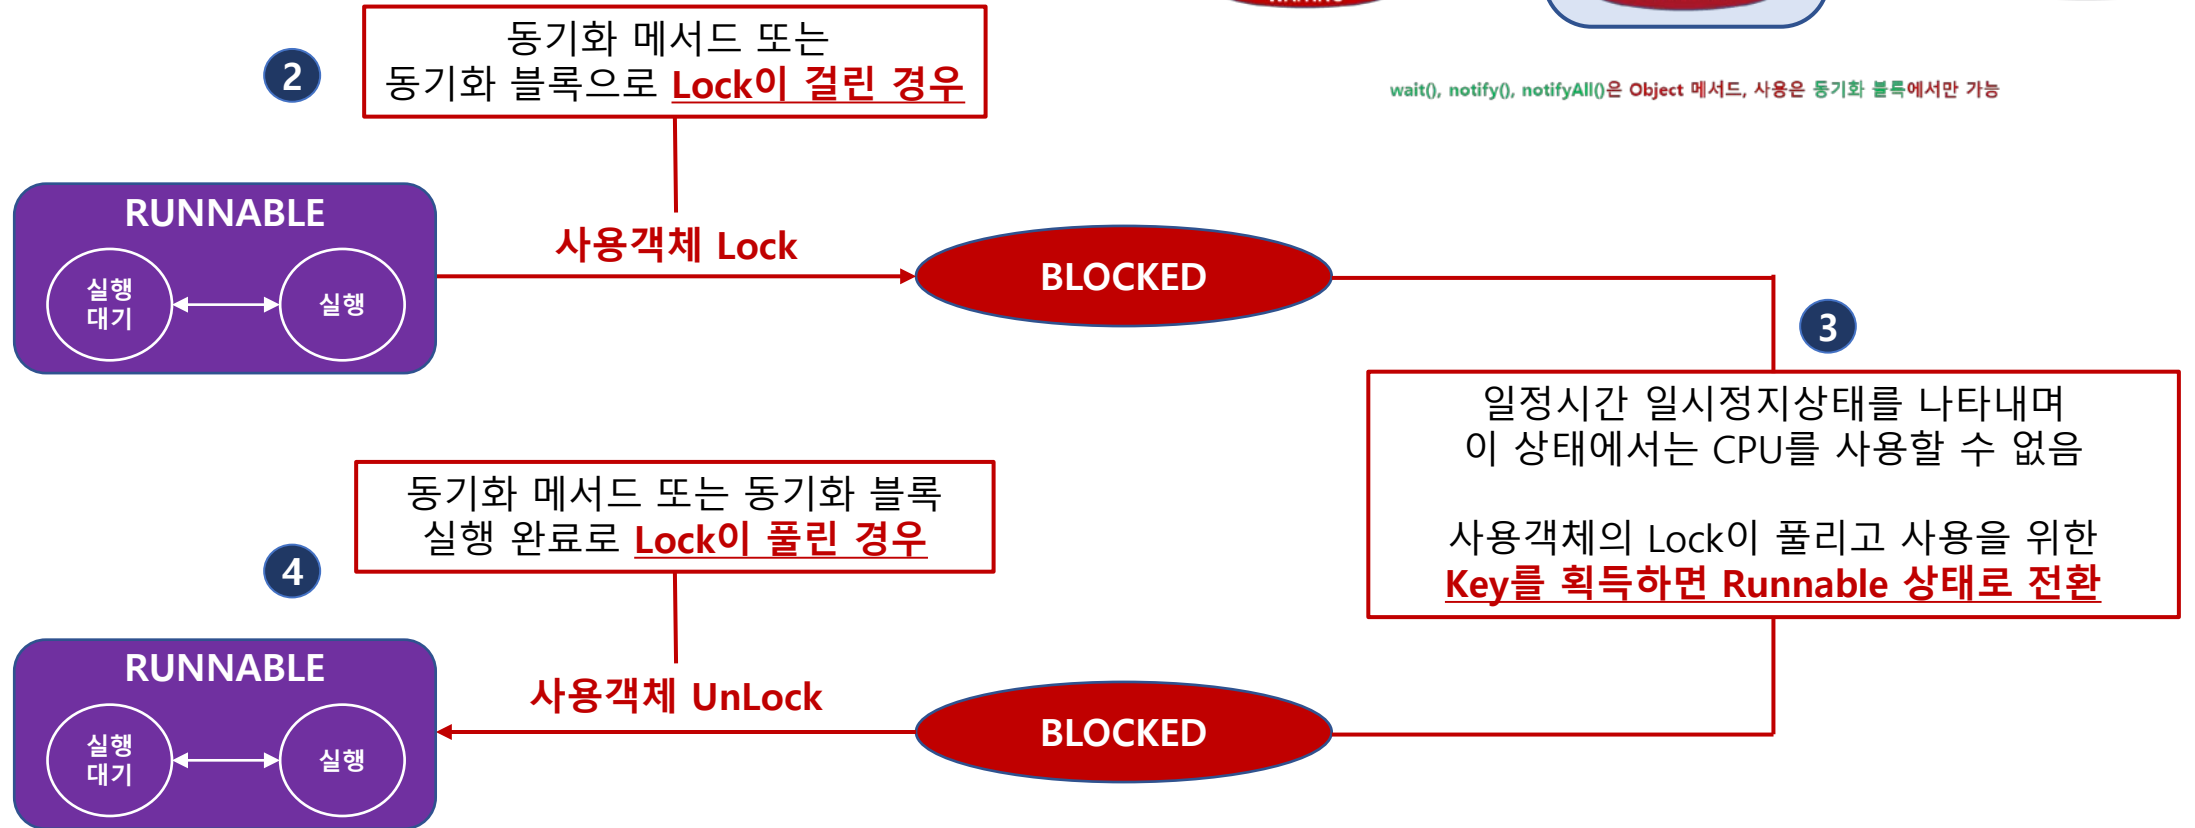 2
동기화 메서드 또는
동기화 블록으로 Lock이 걸린 경우
wait(), notify(), notifyAll()은 Object 메서드, 사용은 동기화 블록에서만 가능
RUNNABLE
실행
대기
실행
사용객체 Lock
BLOCKED
3
일정시간 일시정지상태를 나타내며
이 상태에서는 CPU를 사용할 수 없음
사용객체의 Lock이 풀리고 사용을 위한
Key를 획득하면 Runnable 상태로 전환
4
동기화 메서드 또는 동기화 블록
실행 완료로 Lock이 풀린 경우
RUNNABLE
실행
대기
실행
사용객체 UnLock
BLOCKED